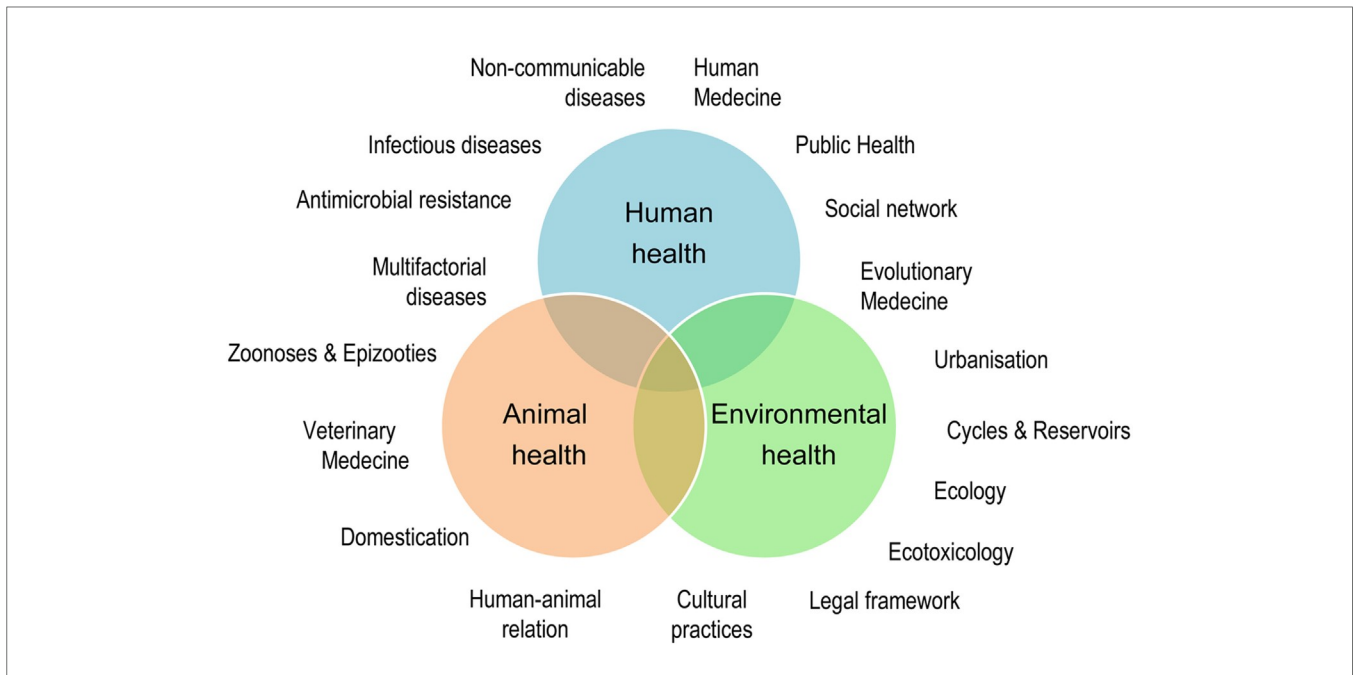 Non-communicable
diseases
Human
Medecine
Infectious diseases
Public Health
Antimicrobial resistance
Social network
Human
health
Multifactorial
diseases
Evolutionary
Medecine
Zoonoses & Epizooties
Urbanisation
Animal
health
Environmental
health
Veterinary
Medecine
Cycles & Reservoirs
Ecology
Domestication
Ecotoxicology
Human-animal
relation
Cultural
practices
Legal framework